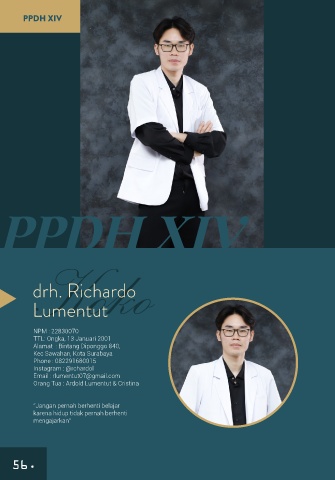 PPDH XIV
PPDH XIV
Koko
drh. Richardo
Lumentut
NPM : 22830070
TTL: Ongka, 13 Januari 2001
Alamat : Bintang Diponggo 840,
Kec Sawahan, Kota Surabaya
Phone : 082291680015
Instagram : @richardol
Email : rlumentut07@gmail.com
Orang Tua : Ardold Lumentut & Cristina
"Jangan pernah berhenti belajar
karena hidup tidak pernah berhenti
mengajarkan"
56